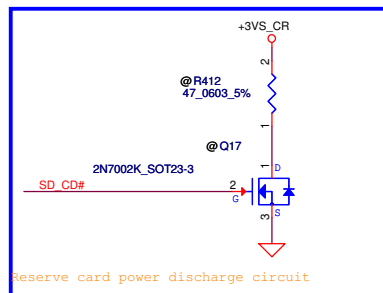 +3VS_CR
2
@R412
47_0603_5%
1
@Q17
1
D
2N7002K_SOT23-3
SD_CD#
2
G
S
3
Reserve card power discharge circuit